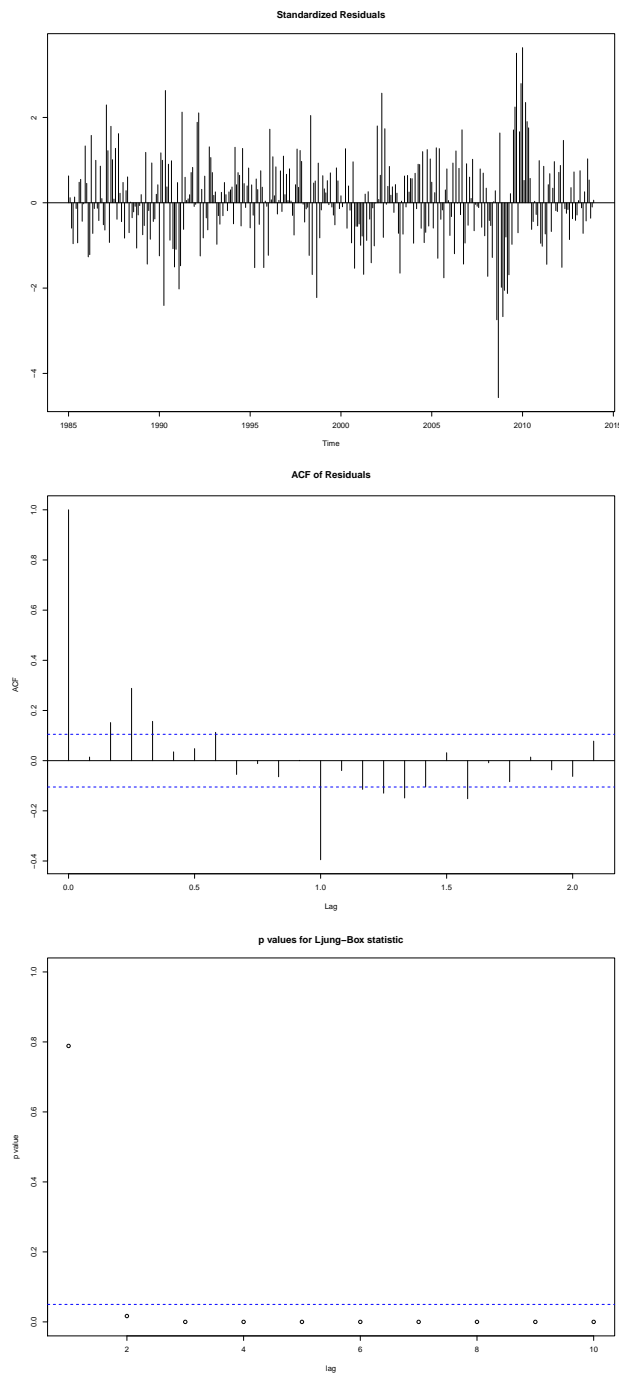 Standardized Residuals
2
0
−2
−4
1985 1990 1995 2000 2005 2010 2015
Time
ACF of Residuals
1.0
0.8
0.6
0.4
0.2
0.0
−0.2
−0.4
ACF
0.0 0.5 1.0 1.5 2.0
Lag
p values for Ljung−Box statistic
1.0
0.8
0.6
0.4
0.2
0.0
p value
2 4 6 8 10
lag